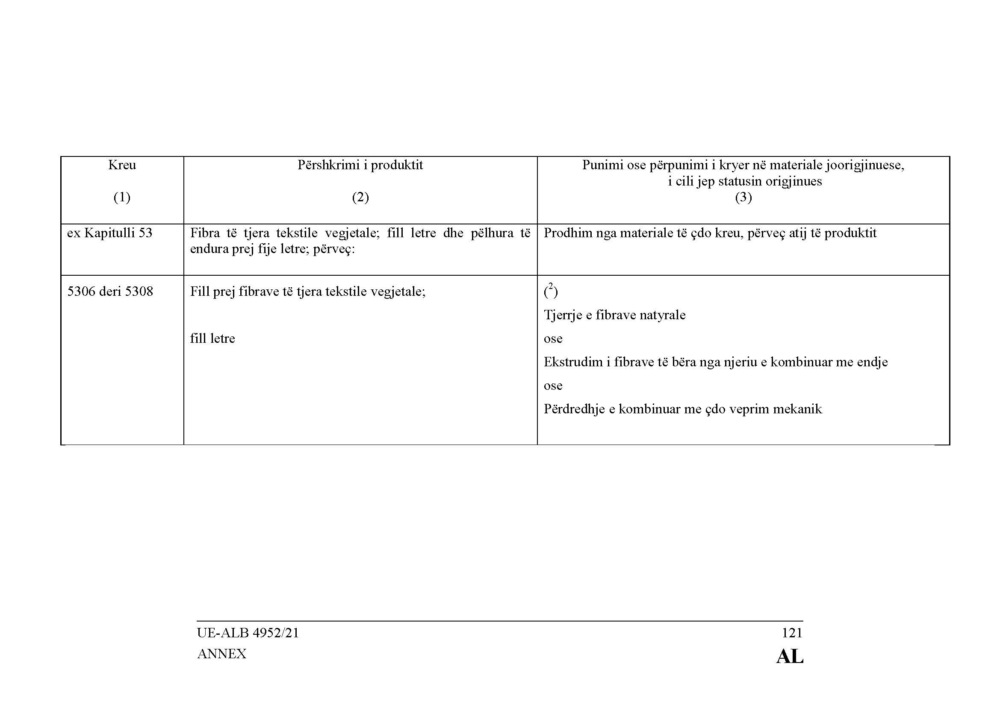 Kreu
(1)
Përshkrimi i produktit
(2)
Punimi ose përpunimi i kryer në materiale joorigjinuese,
i cili jep statusin origjinues
(3)
ex Kapitulli 53
Fibra të tjera tekstile vegjetale; fill letre dhe pëlhura të
endura prej fije letre; përveç:
Prodhim nga materiale të çdo kreu, përveç atij të produktit
5306 deri 5308
Fill prej fibrave të tjera tekstile vegjetale;
fill letre
(²)
Tjerrje e fibrave natyrale
ose
Ekstrudim i fibrave të bëra nga njeriu e kombinuar me endje
ose
Përdredhje e kombinuar me çdo veprim mekanik
UE-ALB 4952/21
121
ANNEX
AL